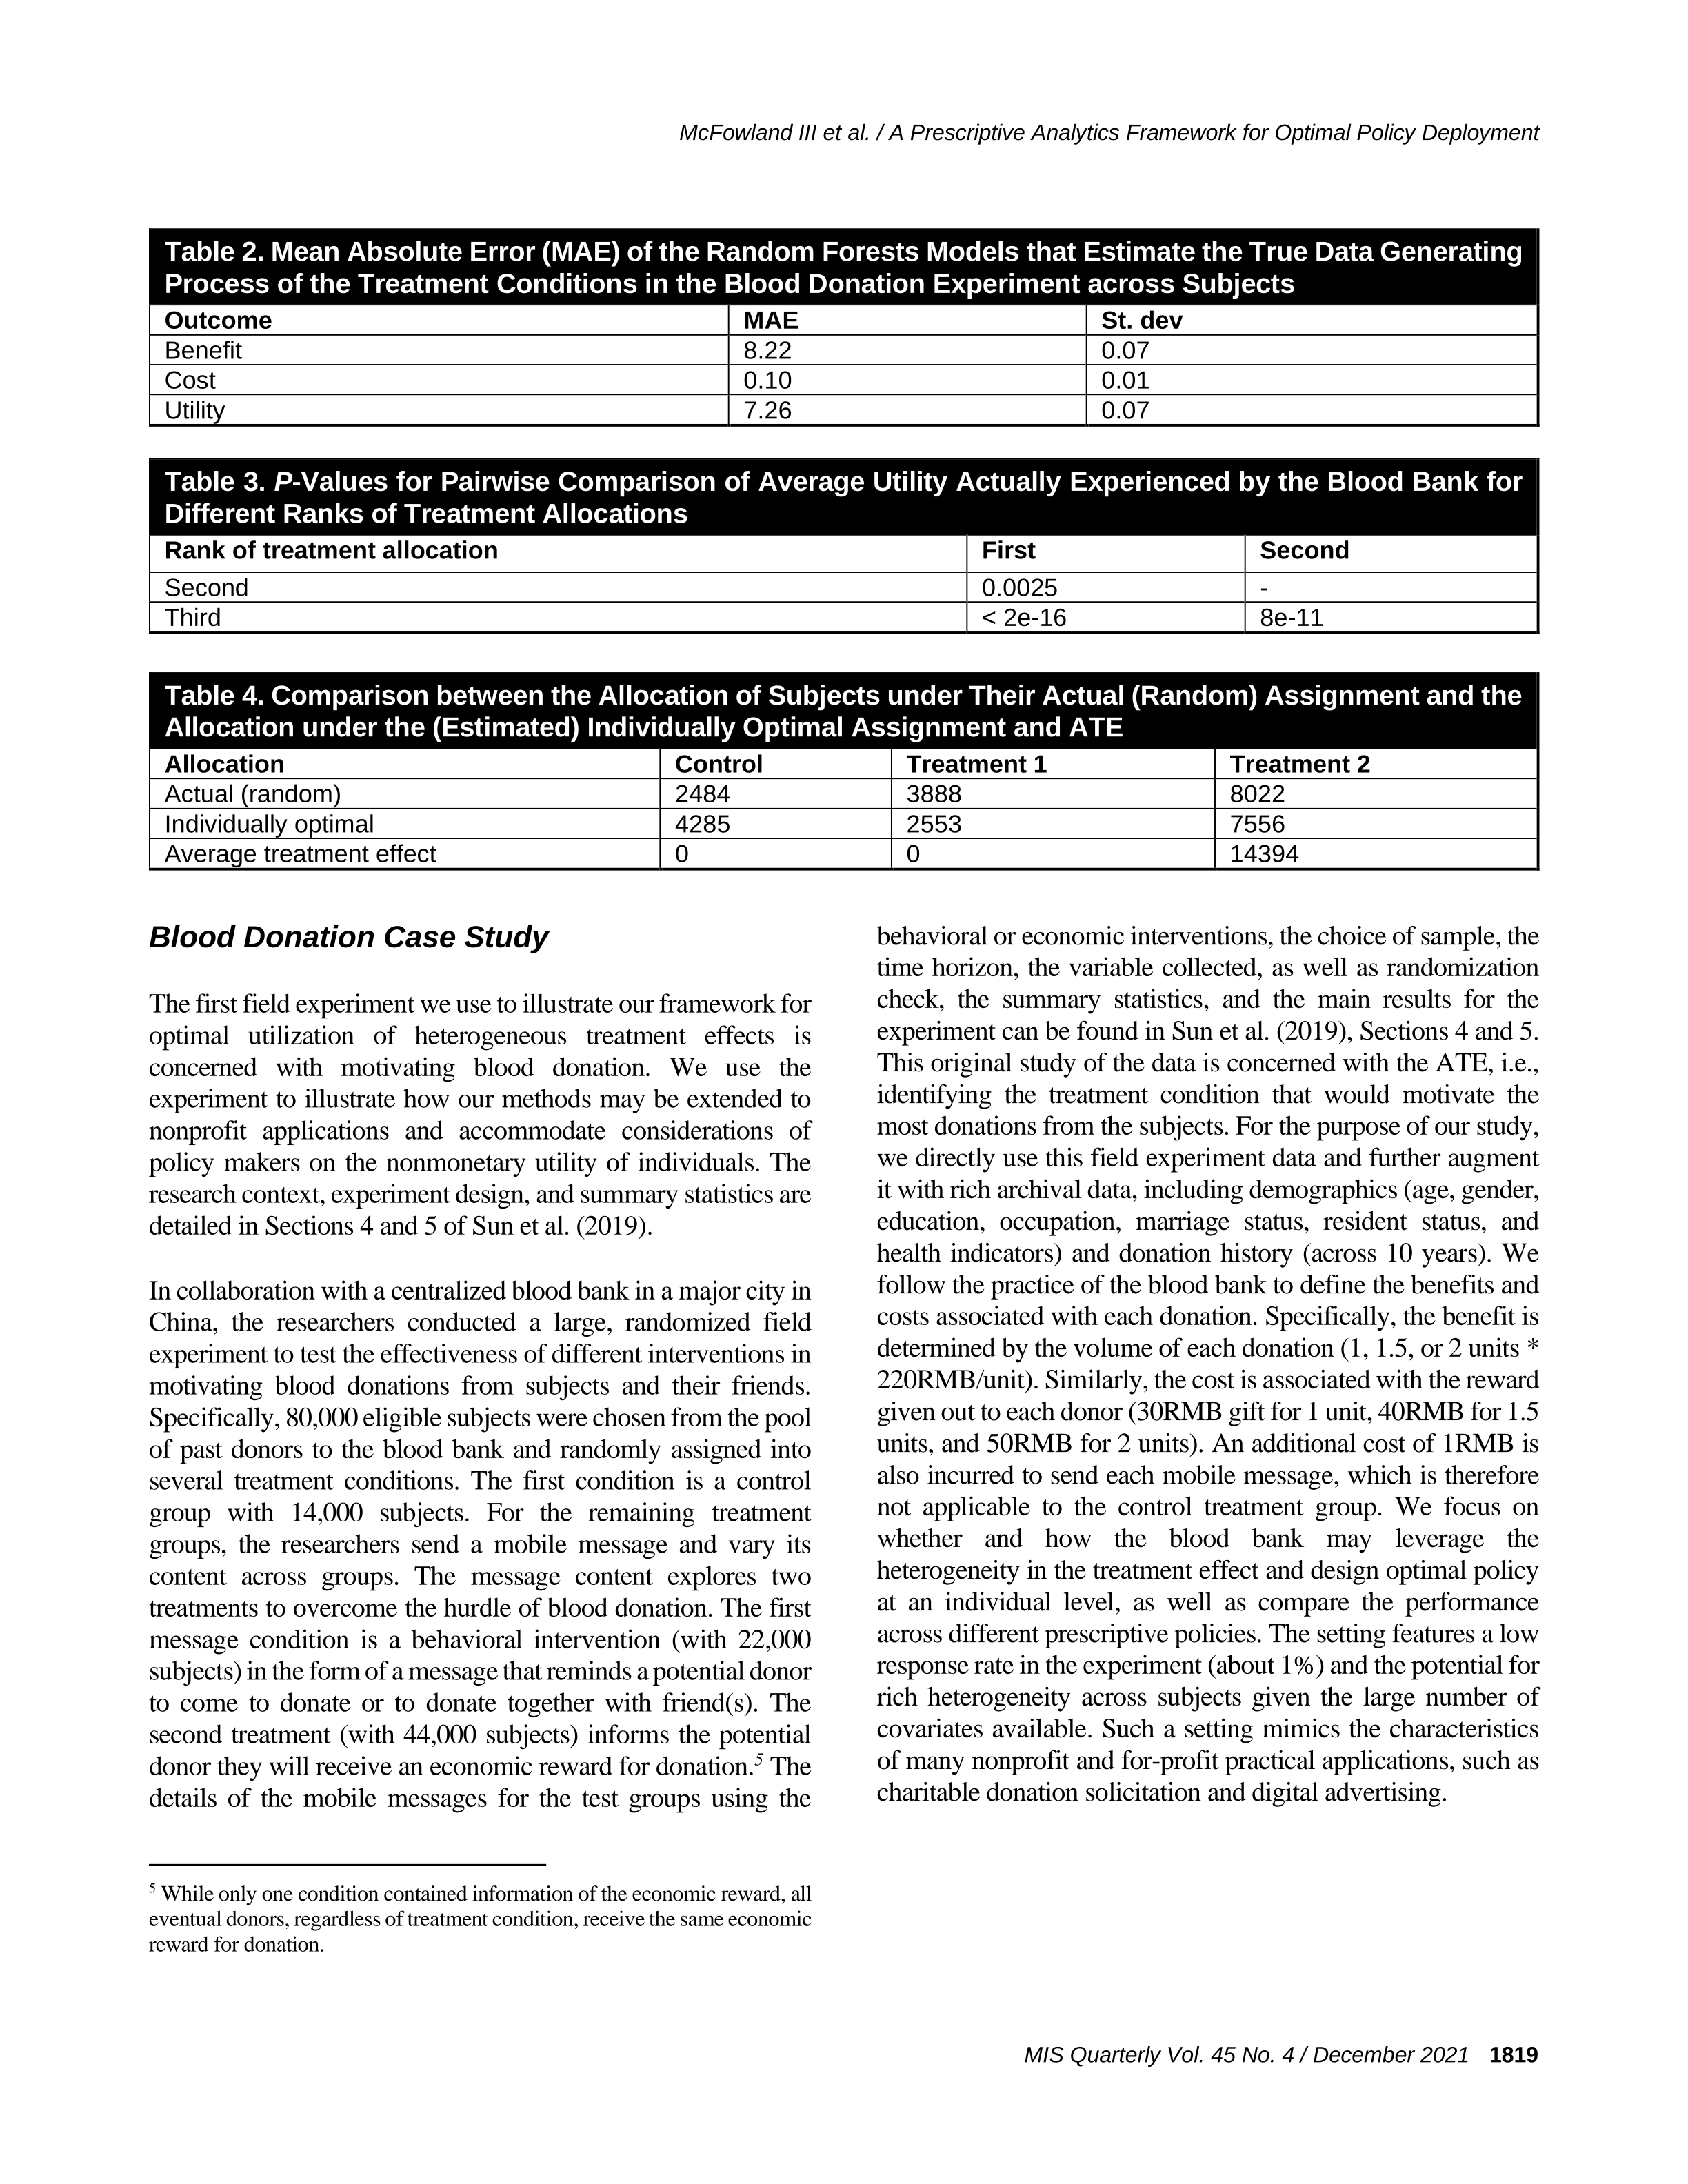 McFowland III et al. / A Prescriptive Analytics Framework for Optimal Policy Deployment
Table 2. Mean Absolute Error (MAE) of the Random Forests Models that Estimate the True Data Generating
Process of the Treatment Conditions in the Blood Donation Experiment across Subjects
Outcome MAE St. dev
Benefit 8.22 0.07
Cost 0.10 0.01
Utility 7.26 0.07
Table 3. P-Values for Pairwise Comparison of Average Utility Actually Experienced by the Blood Bank for
Different Ranks of Treatment Allocations
Rank of treatment allocation First Second
Second 0.0025 -
Third < 2e-16 8e-11
Table 4. Comparison between the Allocation of Subjects under Their Actual (Random) Assignment and the
Allocation under the (Estimated) Individually Optimal Assignment and ATE
Allocation Control Treatment 1 Treatment 2
Actual (random) 2484 3888 8022
Individually optimal 4285 2553 7556
Average treatment effect 0 0 14394
Blood Donation Case Study
The first field experiment we use to illustrate our framework for
optimal utilization of heterogeneous treatment effects is
concerned with motivating blood donation. We use the
experiment to illustrate how our methods may be extended to
nonprofit applications and accommodate considerations of
policy makers on the nonmonetary utility of individuals. The
research context, experiment design, and summary statistics are
detailed in Sections 4 and 5 of Sun et al. (2019).
In collaboration with a centralized blood bank in a major city in
China, the researchers conducted a large, randomized field
experiment to test the effectiveness of different interventions in
motivating blood donations from subjects and their friends.
Specifically, 80,000 eligible subjects were chosen from the pool
of past donors to the blood bank and randomly assigned into
several treatment conditions. The first condition is a control
group with 14,000 subjects. For the remaining treatment
groups, the researchers send a mobile message and vary its
content across groups. The message content explores two
treatments to overcome the hurdle of blood donation. The first
message condition is a behavioral intervention (with 22,000
subjects) in the form of a message that reminds a potential donor
to come to donate or to donate together with friend(s). The
second treatment (with 44,000 subjects) informs the potential
donor they will receive an economic reward for donation.5 The
details of the mobile messages for the test groups using the
behavioral or economic interventions, the choice of sample, the
time horizon, the variable collected, as well as randomization
check, the summary statistics, and the main results for the
experiment can be found in Sun et al. (2019), Sections 4 and 5.
This original study of the data is concerned with the ATE, i.e.,
identifying the treatment condition that would motivate the
most donations from the subjects. For the purpose of our study,
we directly use this field experiment data and further augment
it with rich archival data, including demographics (age, gender,
education, occupation, marriage status, resident status, and
health indicators) and donation history (across 10 years). We
follow the practice of the blood bank to define the benefits and
costs associated with each donation. Specifically, the benefit is
determined by the volume of each donation (1, 1.5, or 2 units *
220RMB/unit). Similarly, the cost is associated with the reward
given out to each donor (30RMB gift for 1 unit, 40RMB for 1.5
units, and 50RMB for 2 units). An additional cost of 1RMB is
also incurred to send each mobile message, which is therefore
not applicable to the control treatment group. We focus on
whether and how the blood bank may leverage the
heterogeneity in the treatment effect and design optimal policy
at an individual level, as well as compare the performance
across different prescriptive policies. The setting features a low
response rate in the experiment (about 1%) and the potential for
rich heterogeneity across subjects given the large number of
covariates available. Such a setting mimics the characteristics
of many nonprofit and for-profit practical applications, such as
charitable donation solicitation and digital advertising.
5 While only one condition contained information of the economic reward, all
eventual donors, regardless of treatment condition, receive the same economic
reward for donation.
MIS Quarterly Vol. 45 No. 4 / December 2021 1819